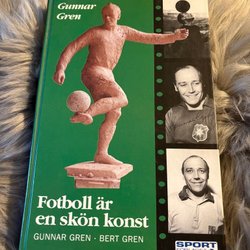 Gunnar
Gren
Fotboll är
en skön konst
GUNNAR GREN · BERT GREN
SPORT